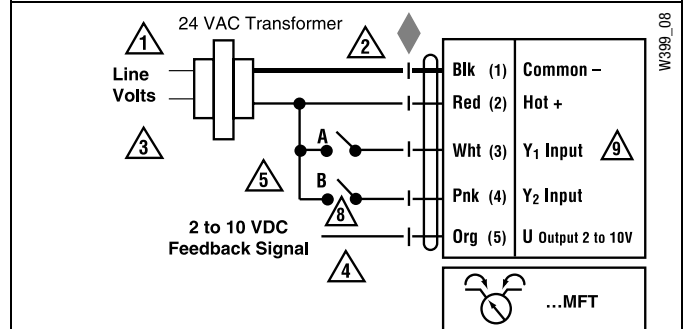 24 VAC Transformer
W399_08
1
2
Line
Volts
3
Blk (1) Common –
Red (2) Hot +
A
Wht (3) Y1 Input 9
5
B
Pnk (4) Y2 Input
8
2 to 10 VDC
Feedback Signal
Org (5) U Output 2 to 10V
4
...MFT